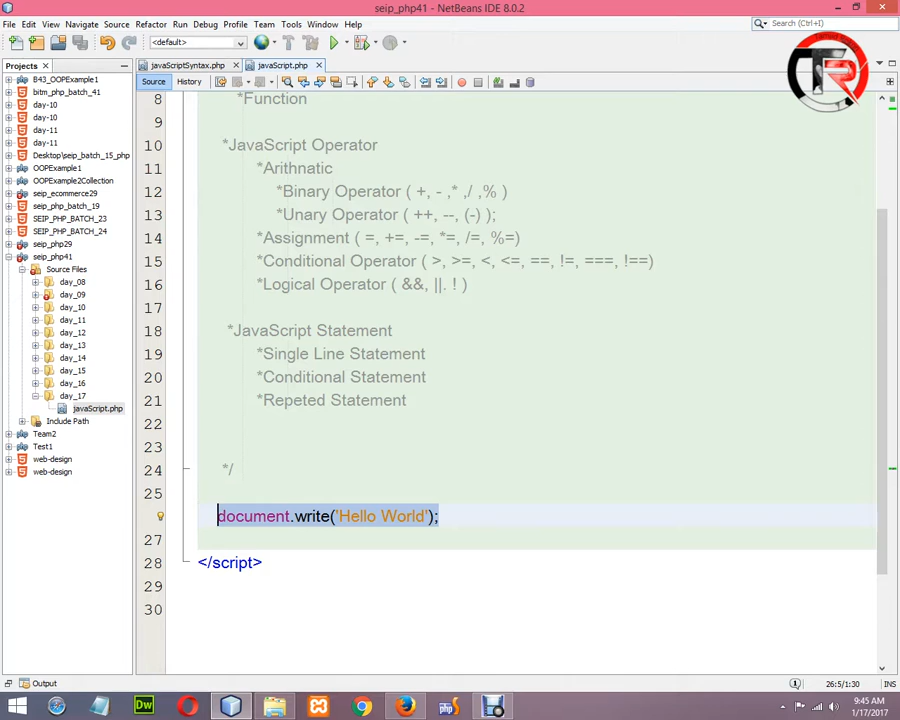 seip_php41 - NetBeans IDE 8.0.2
File Edit View Navigate Source Refactor Run Debug Profile Team Tools Window Help
Search (Ctrl+I)
<default>
Projects
javaScriptSyntax.php
javaScript.php
Source
History
B43_OOPExample1
bitm_php_batch_41
day-10
day-10
day-11
day-11
Desktop\seip_batch_15_php
OOPExample1
OOPExample2Collection
seip_ecommerce29
seip_php_batch_19
SEIP_PHP_BATCH_23
SEIP_PHP_BATCH_24
seip_php29
seip_php41
Source Files
day_08
day_09
day_10
day_11
day_12
day_13
day_14
day_15
day_16
day_17
javaScript.php
Include Path
Team2
Test1
web-design
web-design
8 *Function
9
10 *JavaScript Operator
11 *Arithnatic
12 *Binary Operator ( +, - ,* ,/ ,% )
13 *Unary Operator ( ++, --, (-) );
14 *Assignment ( =, +=, -=, *=, /=, %=)
15 *Conditional Operator ( >, >=, <, <=, ==, !=, ===, !==)
16 *Logical Operator ( &&, ||. ! )
17
18 *JavaScript Statement
19 *Single Line Statement
20 *Conditional Statement
21 *Repeted Statement
22
23
24 */
25
document.write('Hello World');
27
28 </script>
29
30
Output
26:5/1:30 INS
Dw
php
9:45 AM
1/17/2017